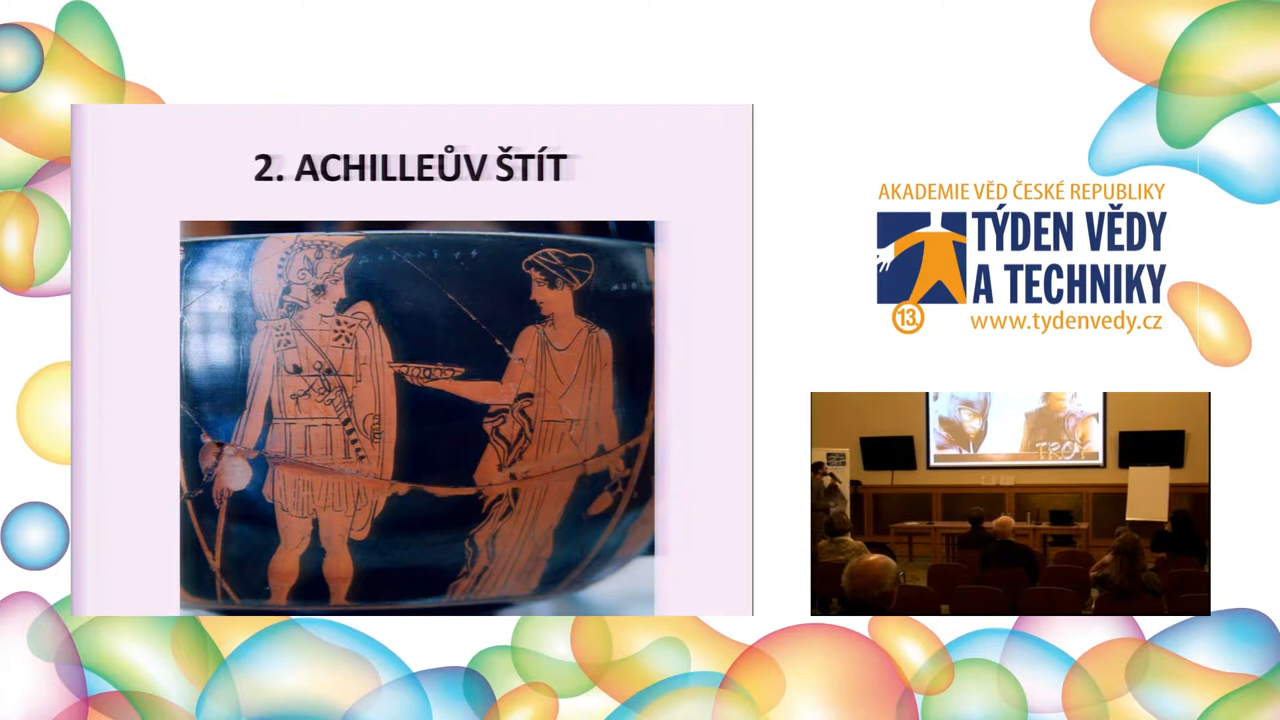 2. ACHILLEŮV ŠTÍT
AKADEMIE VĚD ČESKÉ REPUBLIKY
TÝDEN VĚDY
A TECHNIKY
13.
www.tydenvedy.cz
TROY